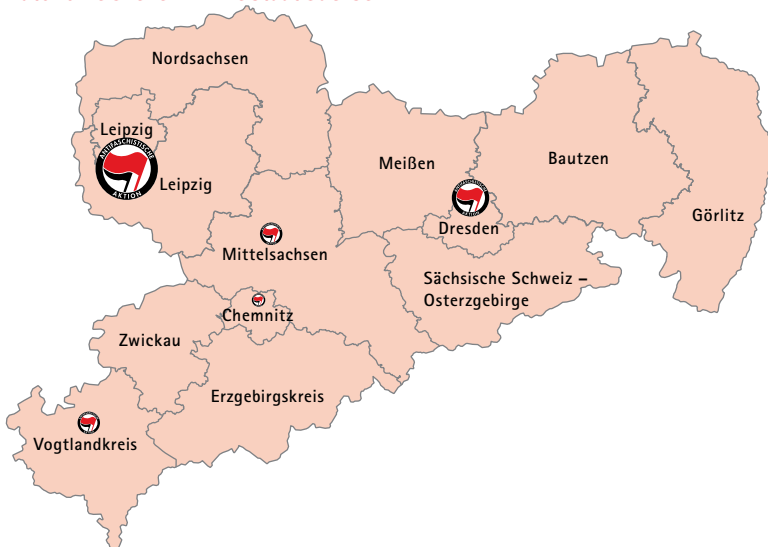 Nordsachsen
Leipzig
ANTIFASCHISTISCHE
AKTION
Leipzig
Meißen
Bautzen
Görlitz
Dresden
Mittelsachsen
Sächsische Schweiz –
Osterzgebirge
Chemnitz
Zwickau
Erzgebirgskreis
Vogtlandkreis